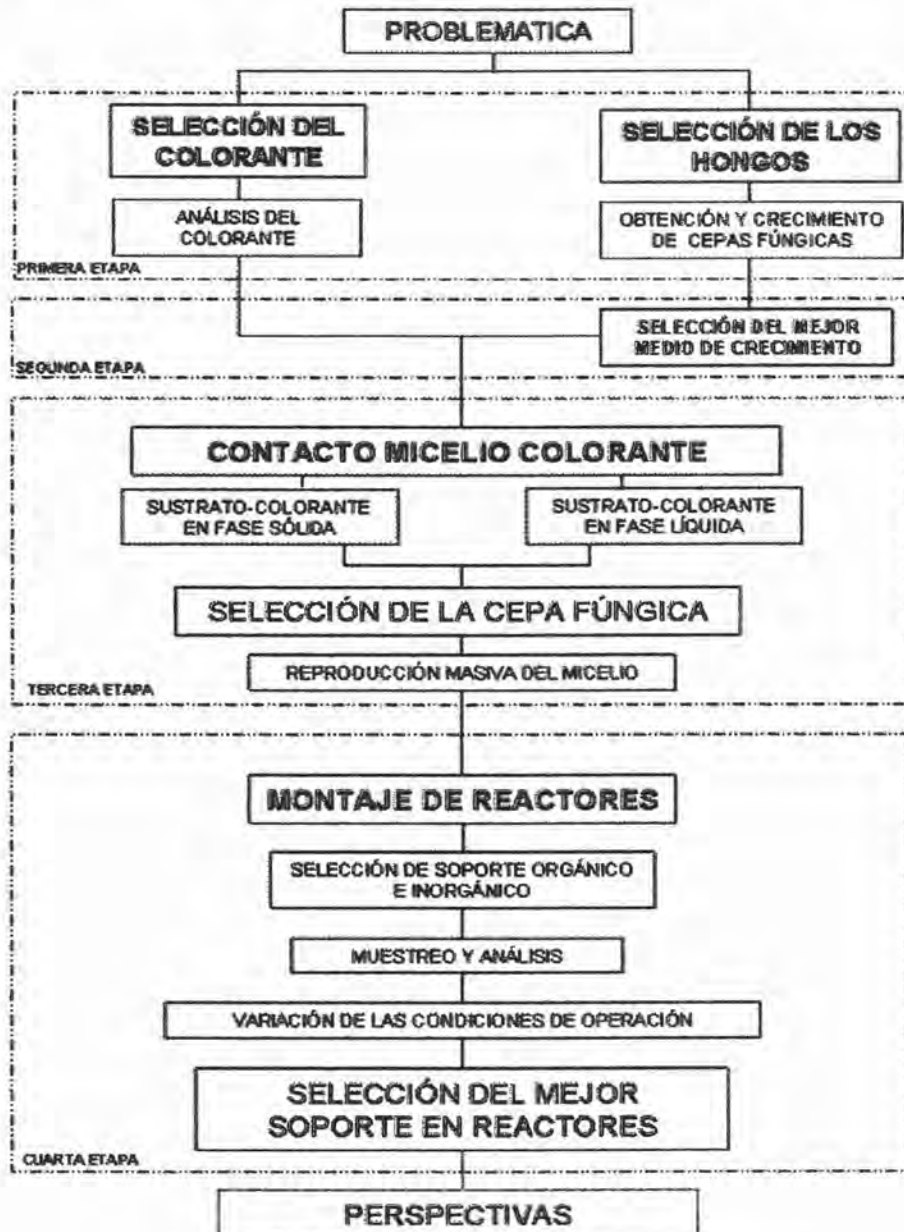 PROBLEMATICA
SELECCIÓN DEL
COLORANTE
ANÁLISIS DEL
COLORANTE
SELECCIÓN DE LOS
HONGOS
OBTENCIÓN Y CRECIMIENTO
DE CEPAS FÚNGICAS
PRIMERA ETAPA
SELECCIÓN DEL MEJOR
MEDIO DE CRECIMIENTO
SEGUNDA ETAPA
CONTACTO MICELIO COLORANTE
SUSTRATO-COLORANTE
EN FASE SÓLIDA
SUSTRATO-COLORANTE
EN FASE LÍQUIDA
SELECCIÓN DE LA CEPA FÚNGICA
REPRODUCCIÓN MASIVA DEL MICELIO
TERCERA ETAPA
MONTAJE DE REACTORES
SELECCIÓN DE SOPORTE ORGÁNICO
E INORGÁNICO
MUESTREO Y ANÁLISIS
VARIACIÓN DE LAS CONDICIONES DE OPERACIÓN
SELECCIÓN DEL MEJOR
SOPORTE EN REACTORES
CUARTA ETAPA
PERSPECTIVAS